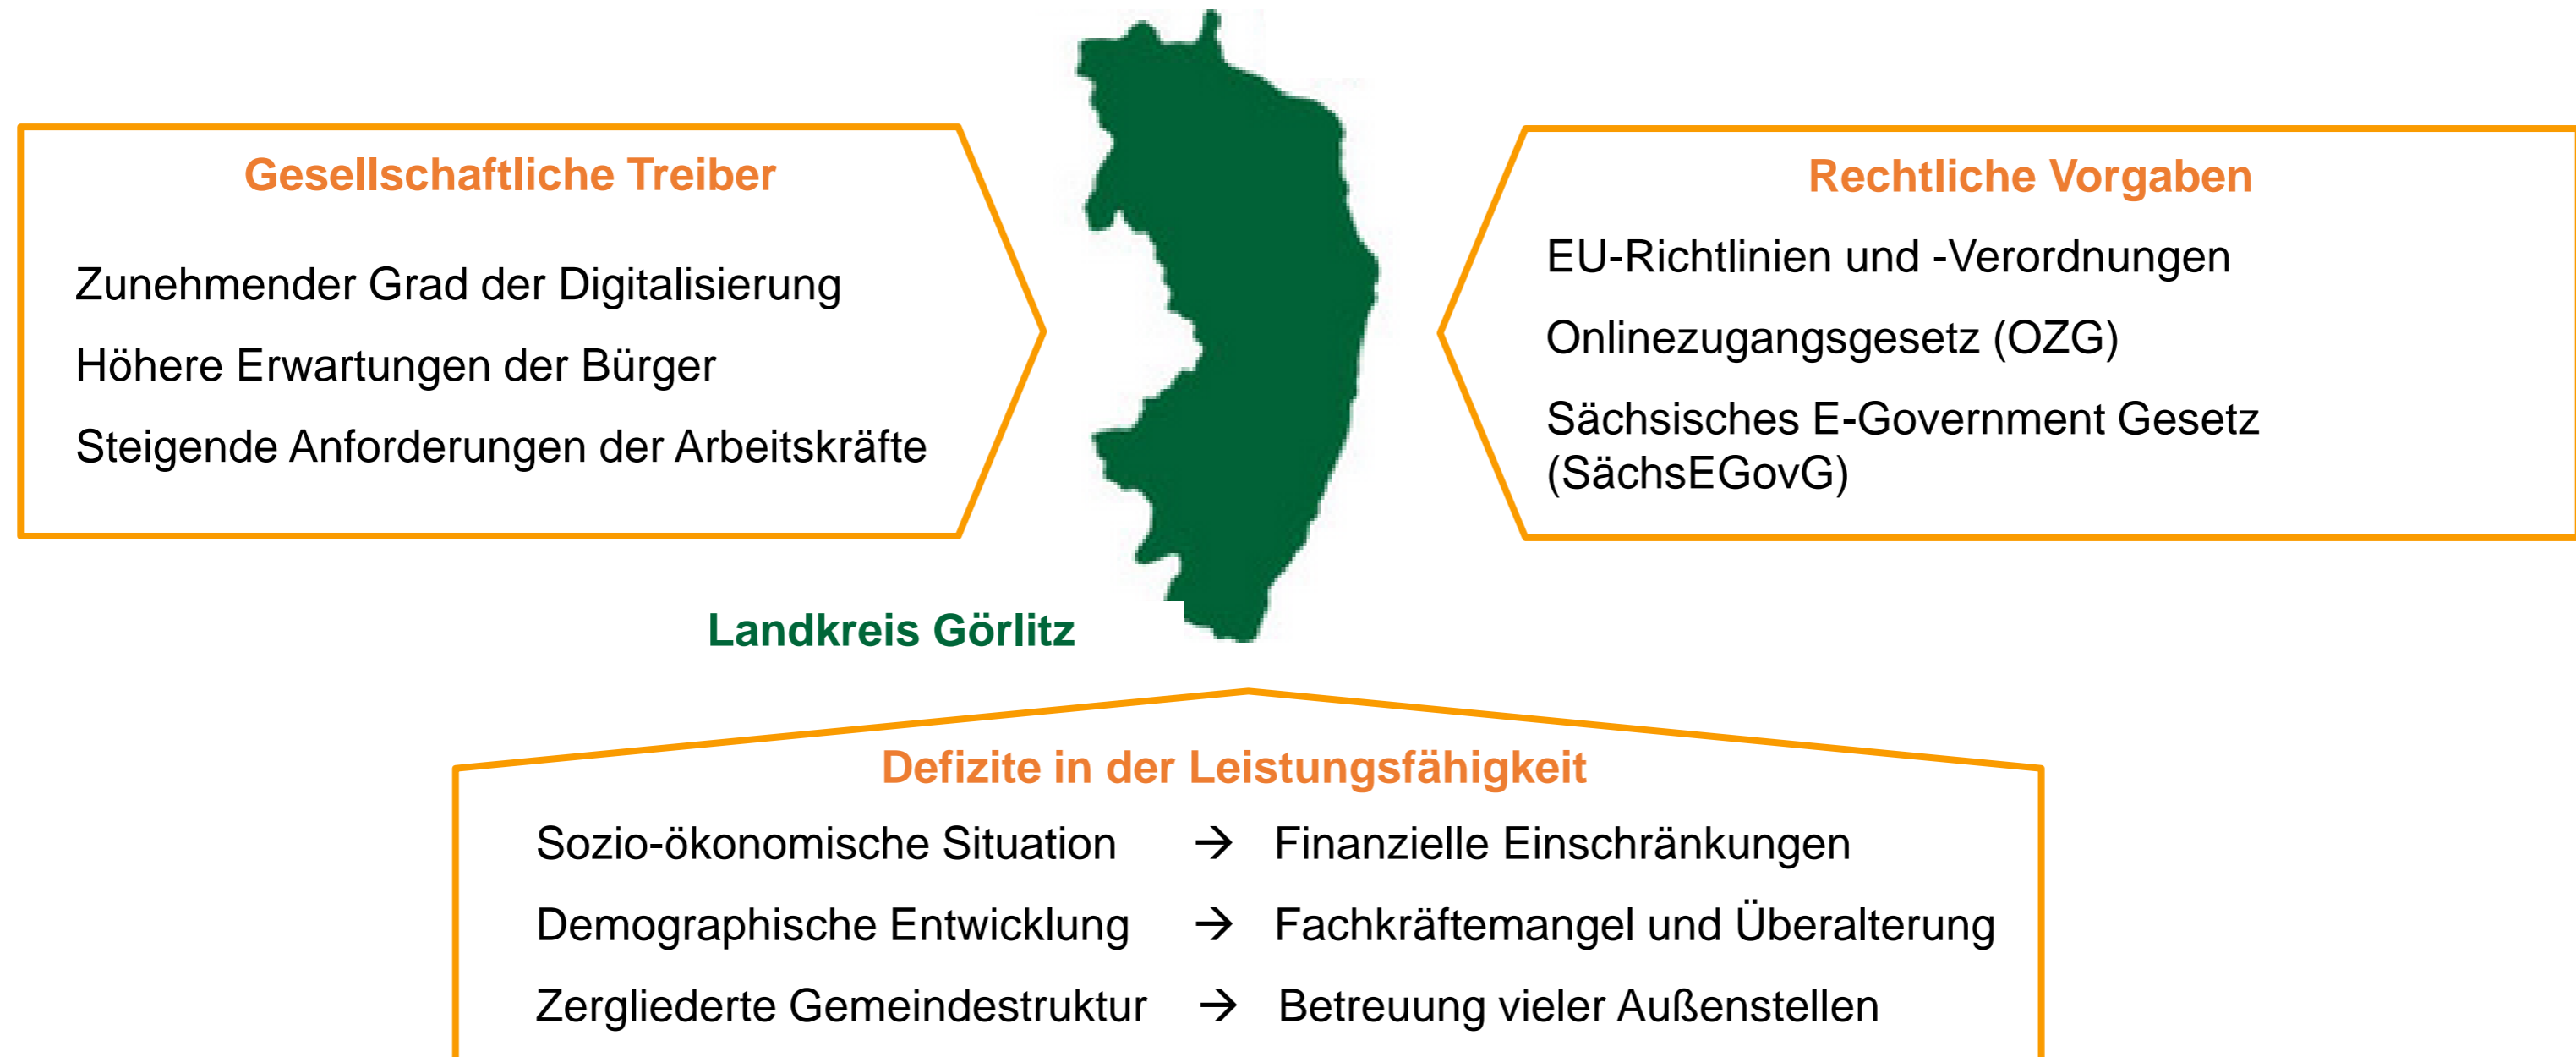 Gesellschaftliche Treiber
Zunehmender Grad der Digitalisierung
Höhere Erwartungen der Bürger
Steigende Anforderungen der Arbeitskräfte
Rechtliche Vorgaben
EU-Richtlinien und -Verordnungen
Onlinezugangsgesetz (OZG)
Sächsisches E-Government Gesetz
(SächsEGovG)
Landkreis Görlitz
Defizite in der Leistungsfähigkeit
Sozio-ökonomische Situation → Finanzielle Einschränkungen
Demographische Entwicklung → Fachkräftemangel und Überalterung
Zergliederte Gemeindestruktur → Betreuung vieler Außenstellen